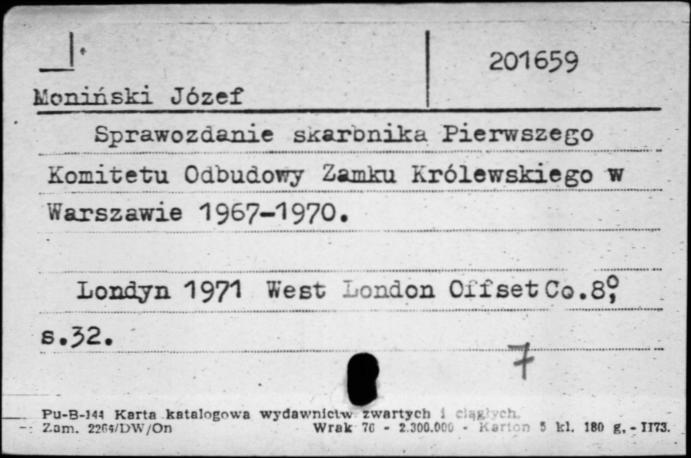 201659
Moniński Józef
Sprawozdanie skarbnika Pierwszego
Komitetu Odbudowy Zamku Królewskiego w
Warszawie 1967-1970.
Londyn 1971 West London Offset Co.8°,
s.32.
7
Pu-B-144 Karta katalogowa wydawnictw zwartych i ciągłych.
Zam. 2264/DW/On Wrak 76 - 2.300.000 - Karton 5 kl. 180 g. - II73.